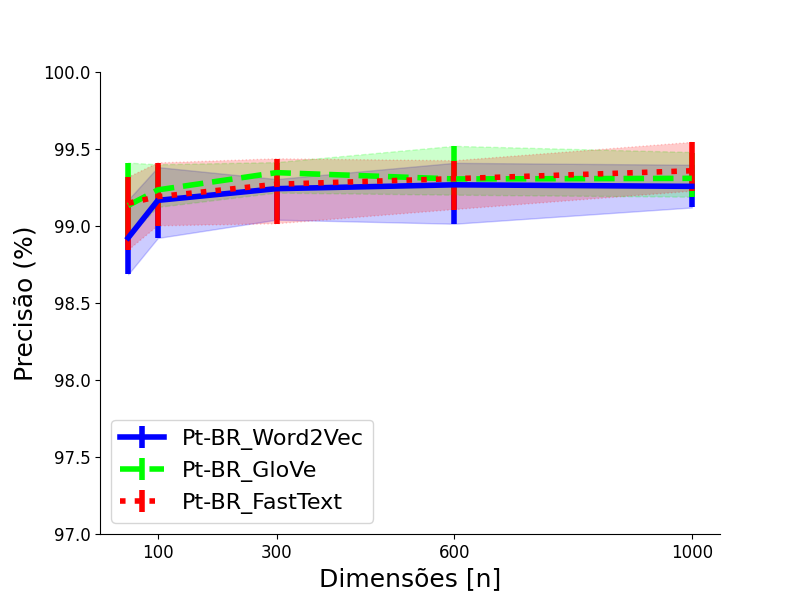 100.0
99.5
99.0
98.5
98.0
97.5
97.0
Precisão (%)
Pt-BR_Word2Vec
Pt-BR_GloVe
Pt-BR_FastText
100 300 600 1000
Dimensões [n]